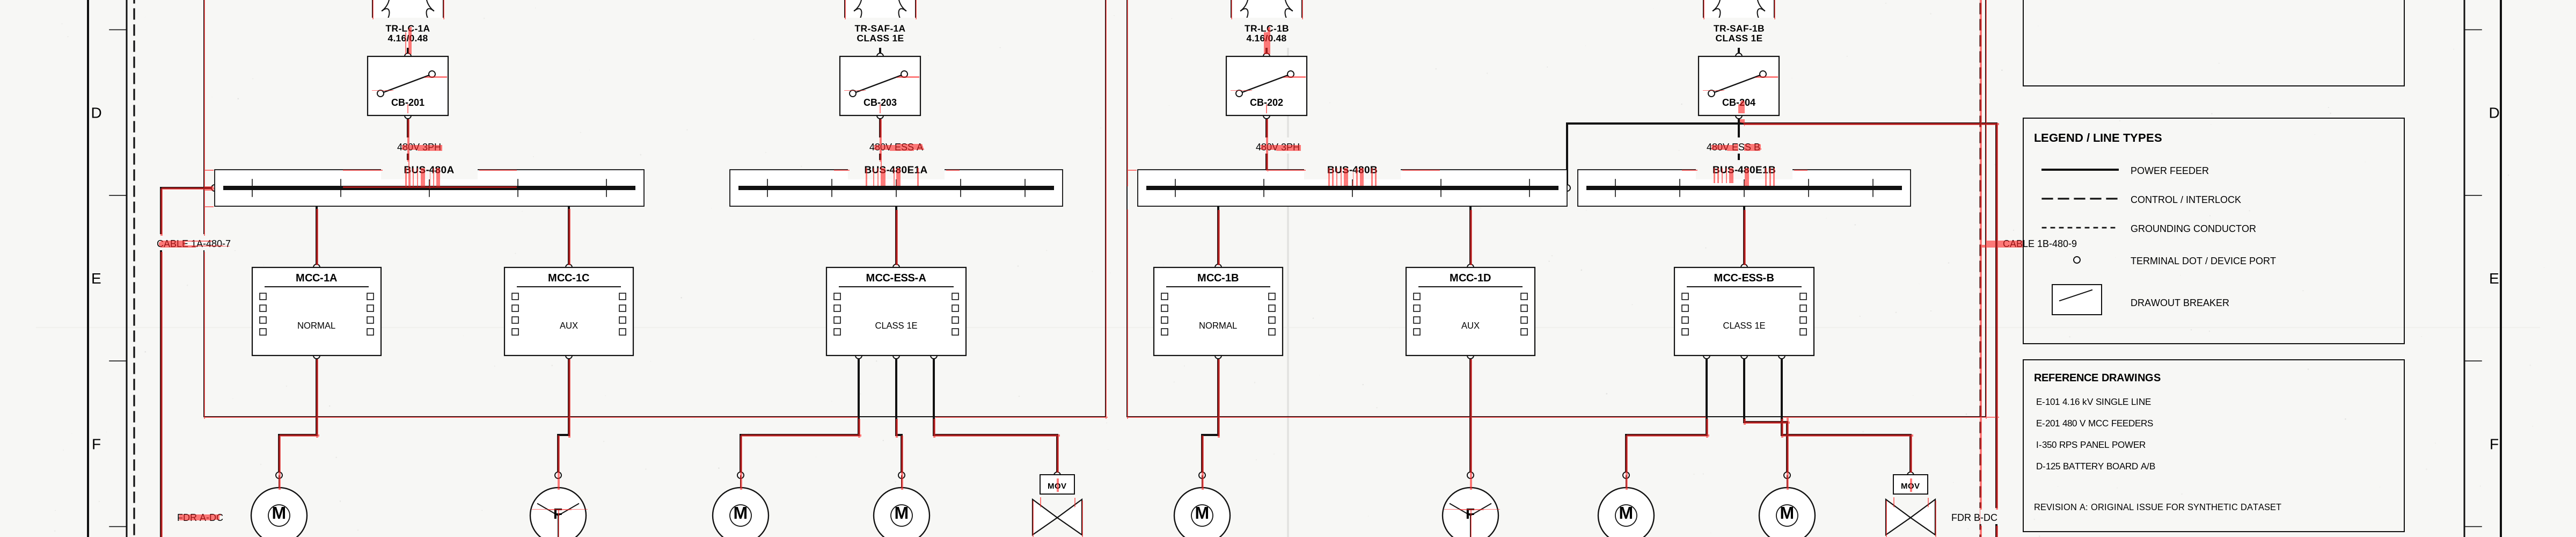 TR-LC-1A
4.16/0.48
TR-SAF-1A
CLASS 1E
TR-LC-1B
4.16/0.48
TR-SAF-1B
CLASS 1E
CB-201
CB-203
CB-202
CB-204
D
D
480V 3PH
480V ESS A
480V 3PH
480V ESS B
BUS-480A
BUS-480E1A
BUS-480B
BUS-480E1B
LEGEND / LINE TYPES
POWER FEEDER
CONTROL / INTERLOCK
GROUNDING CONDUCTOR
TERMINAL DOT / DEVICE PORT
DRAWOUT BREAKER
CABLE 1A-480-7
CABLE 1B-480-9
E
E
MCC-1A
NORMAL
MCC-1C
AUX
MCC-ESS-A
CLASS 1E
MCC-1B
NORMAL
MCC-1D
AUX
MCC-ESS-B
CLASS 1E
REFERENCE DRAWINGS
E-101 4.16 kV SINGLE LINE
E-201 480 V MCC FEEDERS
I-350 RPS PANEL POWER
D-125 BATTERY BOARD A/B
REVISION A: ORIGINAL ISSUE FOR SYNTHETIC DATASET
F
F
MOV
MOV
FDR A-DC
M
F
M
M
M
F
M
M
FDR B-DC